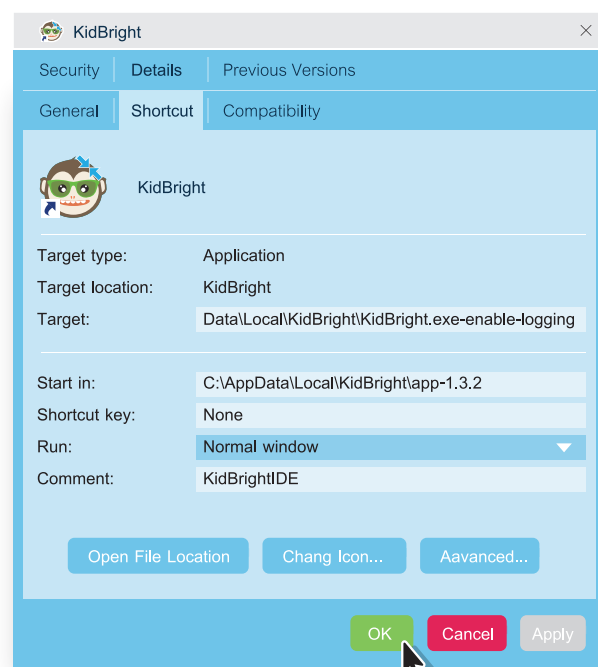 KidBright
Security Details Previous Versions
General Shortcut Compatibility
KidBright
Target type: Application
Target location: KidBright
Target: Data\Local\KidBright\KidBright.exe-enable-logging
Start in: C:\AppData\Local\KidBright\app-1.3.2
Shortcut key: None
Run: Normal window
Comment: KidBrightIDE
Open File Location Chang Icon... Aavanced...
OK Cancel Apply